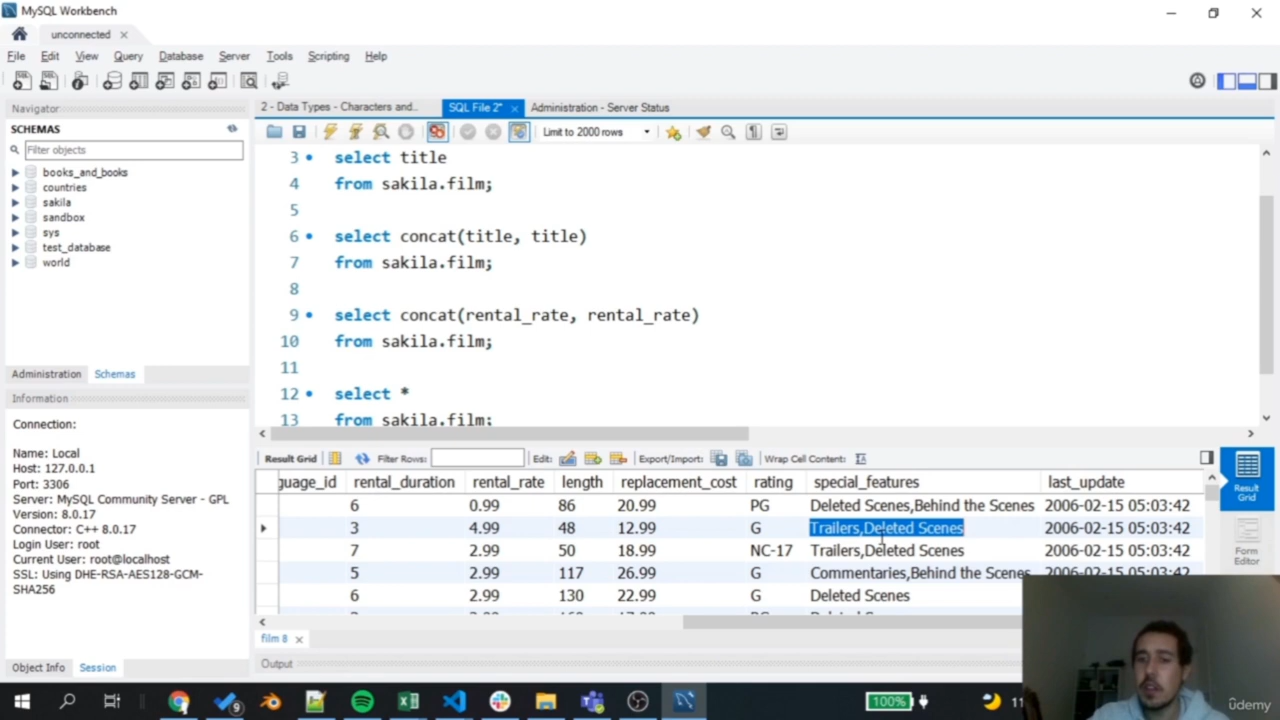 MySQL Workbench
unconnected
File Edit View Query Database Server Tools Scripting Help
Navigator
SCHEMAS
Filter objects
books_and_books
countries
sakila
sandbox
sys
test_database
world
Administration Schemas
Information
Connection:
Name: Local
Host: 127.0.0.1
Port: 3306
Server: MySQL Community Server - GPL
Version: 8.0.17
Connector: C++ 8.0.17
Login User: root
Current User: root@localhost
SSL: Using DHE-RSA-AES128-GCM-
SHA256
Object Info Session
2 - Data Types - Characters and... SQL File 2* Administration - Server Status
Limit to 2000 rows
3 select title
4 from sakila.film;
5
6 select concat(title, title)
7 from sakila.film;
8
9 select concat(rental_rate, rental_rate)
10 from sakila.film;
11
12 select *
13 from sakila.film;
Result Grid Filter Rows: Edit: Export/Import: Wrap Cell Content:
guage_id rental_duration rental_rate length replacement_cost rating special_features last_update
6 0.99 86 20.99 PG Deleted Scenes,Behind the Scenes 2006-02-15 05:03:42
3 4.99 48 12.99 G Trailers,Deleted Scenes 2006-02-15 05:03:42
7 2.99 50 18.99 NC-17 Trailers,Deleted Scenes 2006-02-15 05:03:42
5 2.99 117 26.99 G Commentaries,Behind the Scenes 2006-02-15 05:03:42
6 2.99 130 22.99 G Deleted Scenes
Result
Grid
Form
Editor
film 8
Output
9
100%
11
udemy